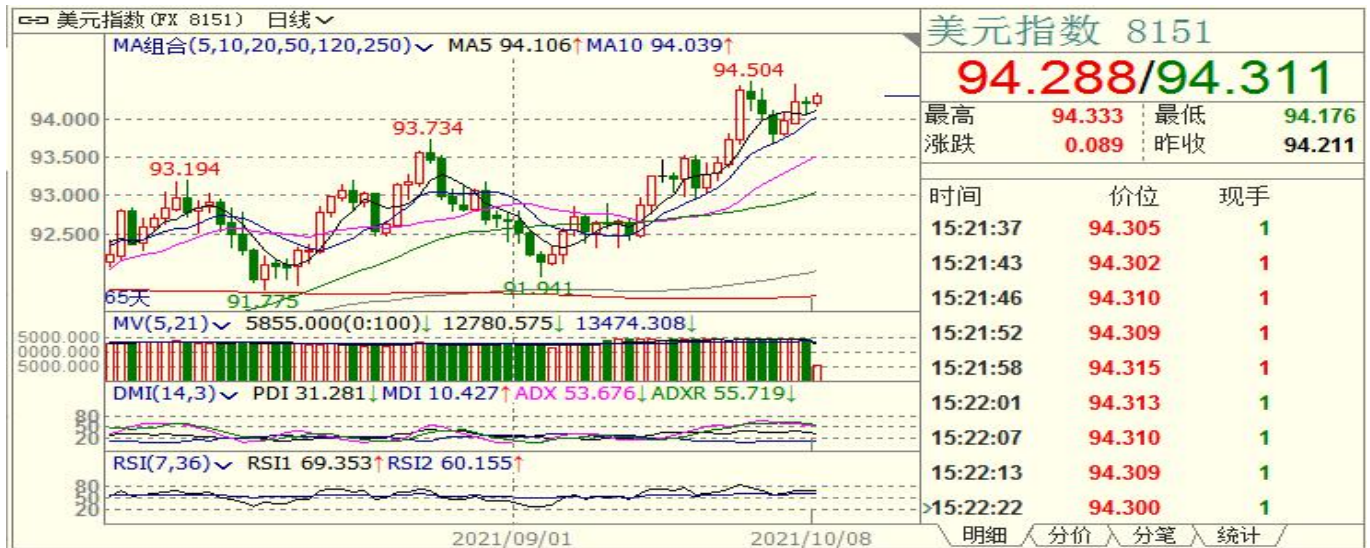 美元指数(FX 8151) 日线
MA组合(5,10,20,50,120,250) MA5 94.106↑MA10 94.039↑
94.504
94.000
93.734
93.500
93.194
93.000
92.500
65天
91.775
91.941
MV(5,21) 5855.000(0:100)↓ 12780.575↓ 13474.308↓
5000.000
0000.000
5000.000
DMI(14,3) PDI 31.281↓MDI 10.427↑ADX 53.676↓ADXR 55.719↓
80
50
20
RSI(7,36) RSI1 69.353↑RSI2 60.155↑
80
50
20
2021/09/01 2021/10/08
美元指数 8151
94.288/94.311
最高 94.333 最低 94.176
涨跌 0.089 昨收 94.211
时间 价位 现手
15:21:37 94.305 1
15:21:43 94.302 1
15:21:46 94.310 1
15:21:52 94.309 1
15:21:58 94.315 1
15:22:01 94.313 1
15:22:07 94.310 1
15:22:13 94.309 1
>15:22:22 94.300 1
明细 分价 分笔 统计